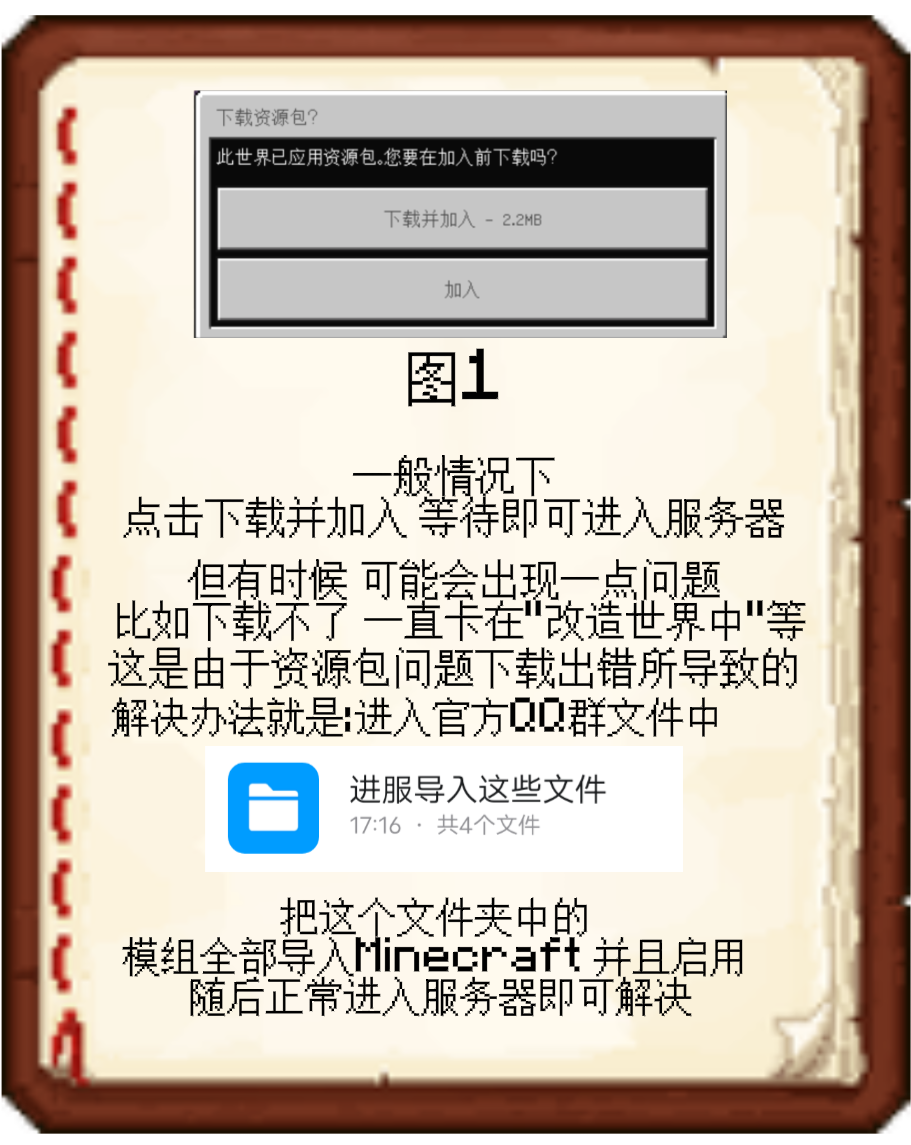 下载资源包?
此世界已应用资源包。您要在加入前下载吗?
下载并加入 - 2.2MB
加入
图1
一般情况下
点击下载并加入 等待即可进入服务器
但有时候 可能会出现一点问题
比如下载不了 一直卡在"改造世界中"等
这是由于资源包问题下载出错所导致的
解决办法就是:进入官方QQ群文件中
进服导入这些文件
17:16 · 共4个文件
把这个文件夹中的
模组全部导入Minecraft 并且启用
随后正常进入服务器即可解决